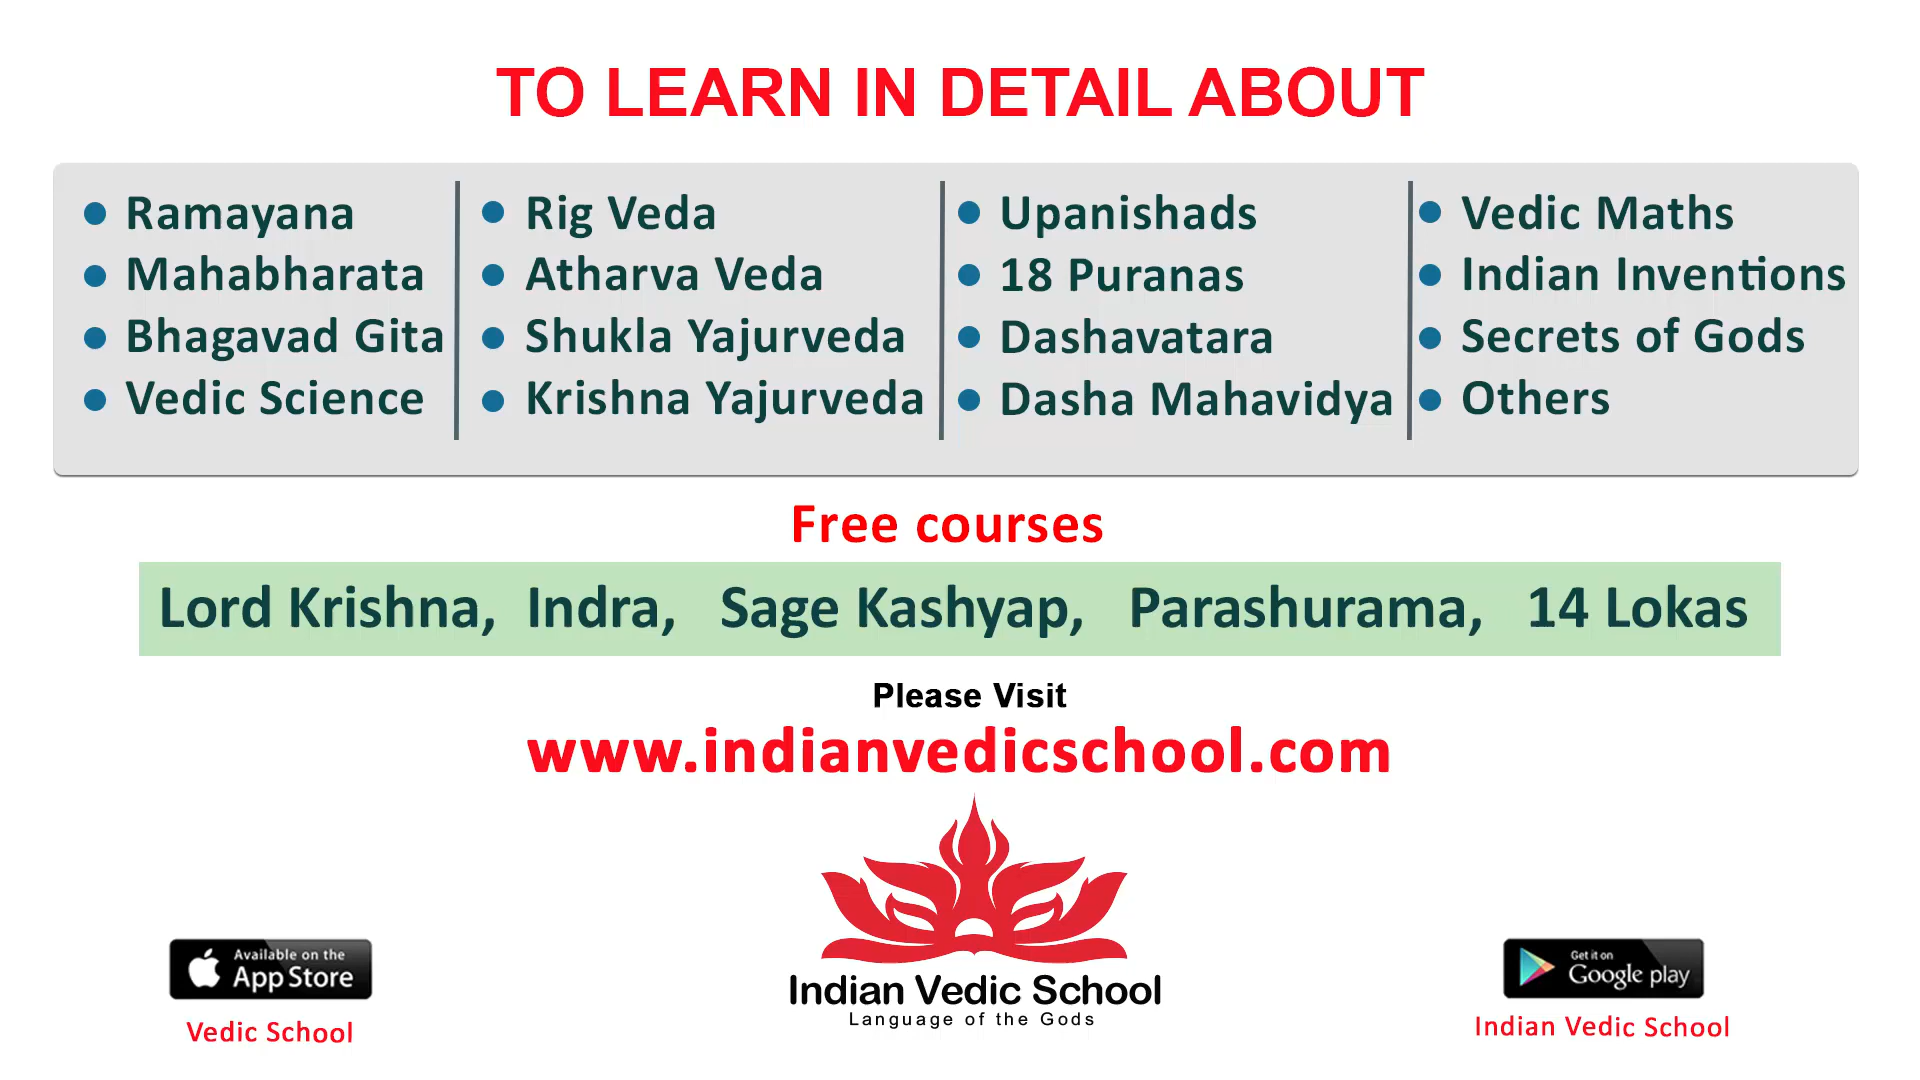 TO LEARN IN DETAIL ABOUT
Ramayana
Mahabharata
Bhagavad Gita
Vedic Science
Rig Veda
Atharva Veda
Shukla Yajurveda
Krishna Yajurveda
Upanishads
18 Puranas
Dashavatara
Dasha Mahavidya
Vedic Maths
Indian Inventions
Secrets of Gods
Others
Free courses
Lord Krishna, Indra, Sage Kashyap, Parashurama, 14 Lokas
Please Visit
www.indianvedicschool.com
Indian Vedic School
Language of the Gods
Available on the
App Store
Vedic School
Get it on
Google play
Indian Vedic School